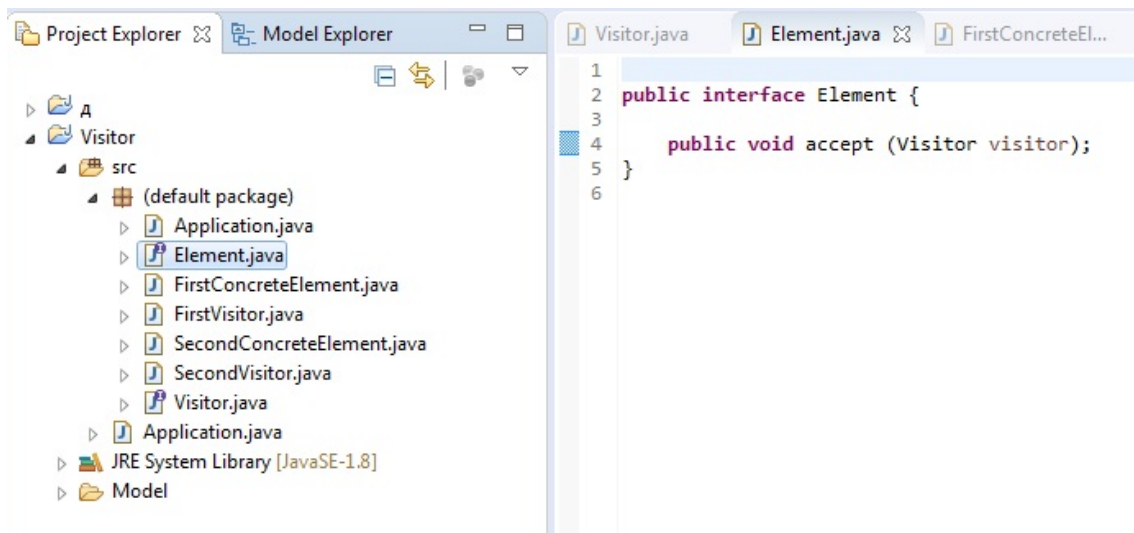 Project Explorer Model Explorer
д
Visitor
src
(default package)
Application.java
Element.java
FirstConcreteElement.java
FirstVisitor.java
SecondConcreteElement.java
SecondVisitor.java
Visitor.java
Application.java
JRE System Library [JavaSE-1.8]
Model
Visitor.java Element.java FirstConcreteEl...
1
2 public interface Element {
3
4 public void accept (Visitor visitor);
5 }
6